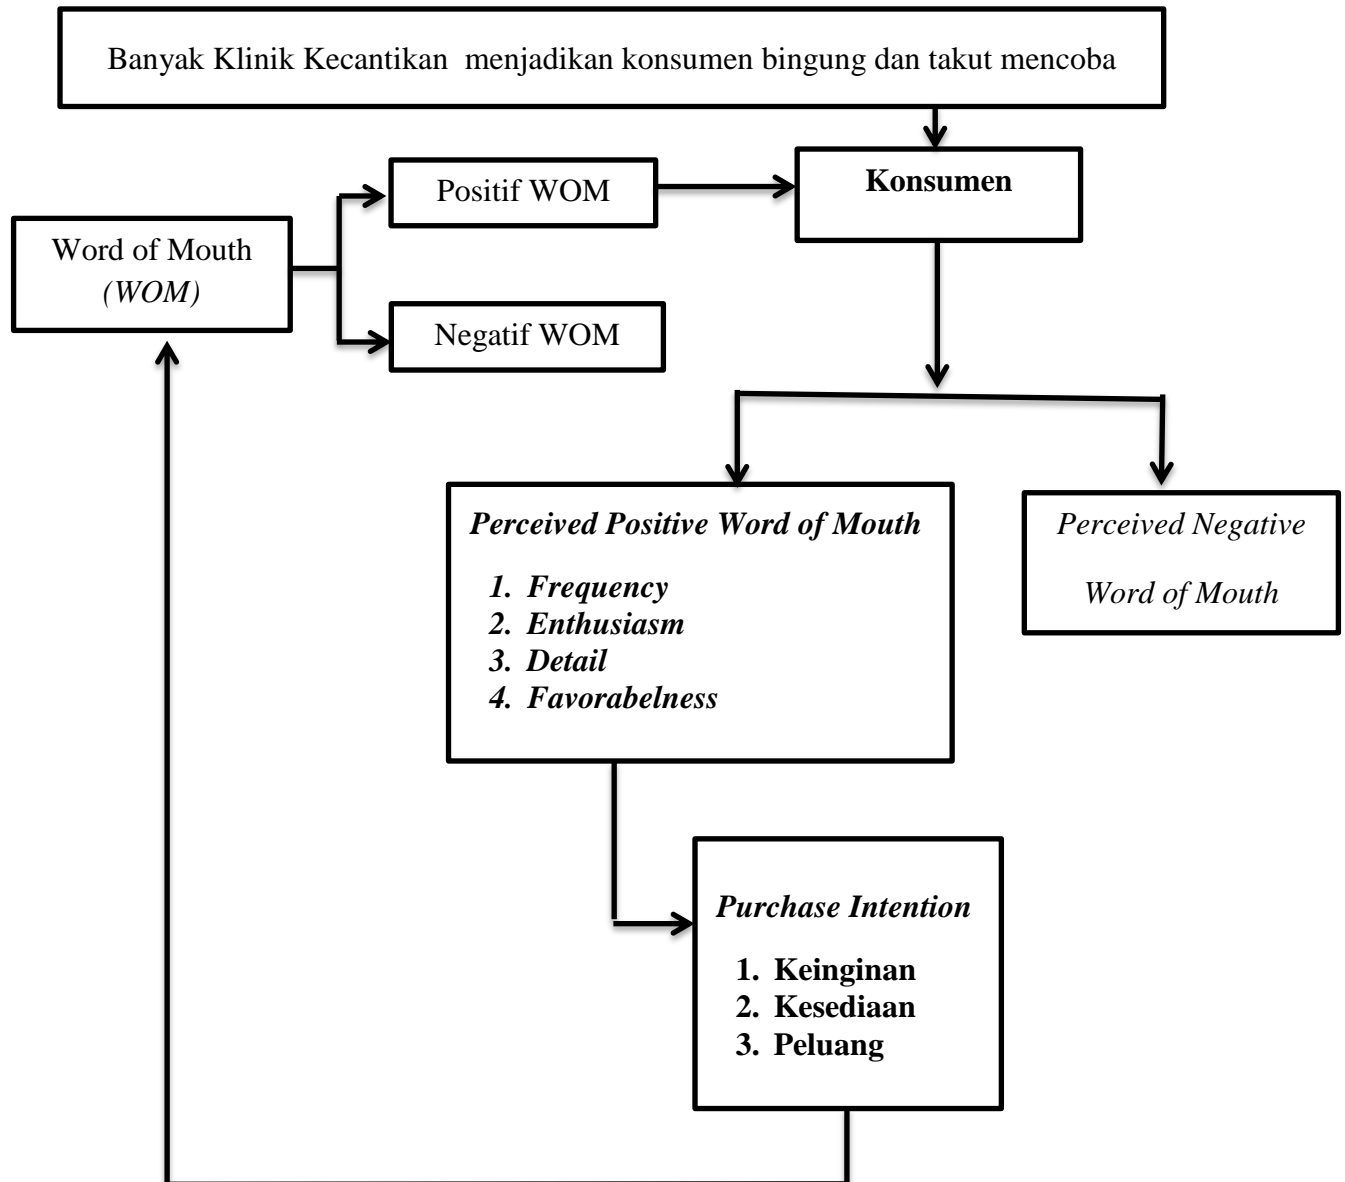 Banyak Klinik Kecantikan menjadikan konsumen bingung dan takut mencoba
Positif WOM
Konsumen
Word of Mouth
(WOM)
Negatif WOM
Perceived Positive Word of Mouth
1. Frequency
2. Enthusiasm
3. Detail
4. Favorabelness
Perceived Negative
Word of Mouth
Purchase Intention
1. Keinginan
2. Kesediaan
3. Peluang